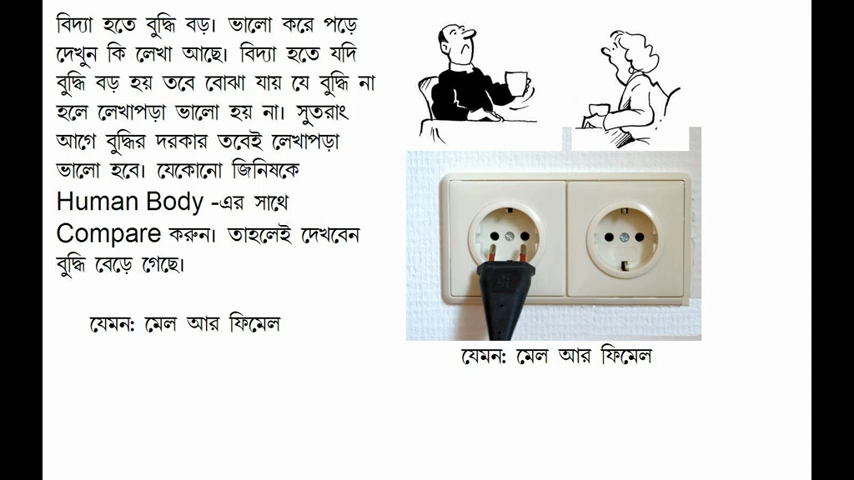 বিদ্যা হতে বুদ্ধি বড়। ভালো করে পড়ে
দেখুন কি লেখা আছে। বিদ্যা হতে যদি
বুদ্ধি বড় হয় তবে বোঝা যায় যে বুদ্ধি না
হলে লেখাপড়া ভালো হয় না। সুতরাং
আগে বুদ্ধির দরকার তবেই লেখাপড়া
ভালো হবে। যেকোনো জিনিষকে
Human Body -এর সাথে
Compare করুন। তাহলেই দেখবেন
বুদ্ধি বেড়ে গেছে।
যেমন: মেল আর ফিমেল
যেমন: মেল আর ফিমেল